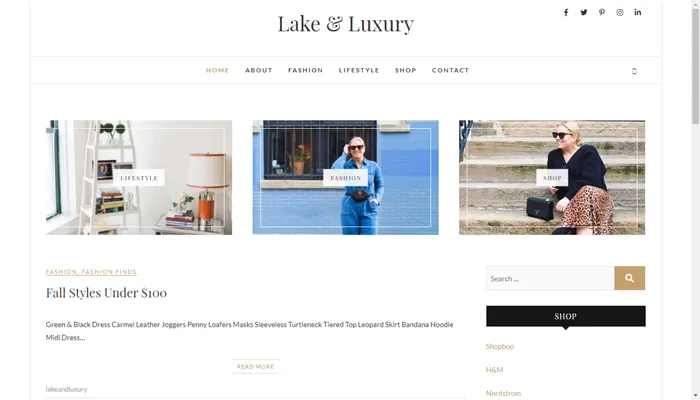 Lake & Luxury
HOME ABOUT FASHION LIFESTYLE SHOP CONTACT
LIFESTYLE
FASHION
SHOP
FASHION, FASHION FINDS
Fall Styles Under $100
Green & Black Dress Carmel Leather Joggers Penny Loafers Masks Sleeveless Turtleneck Tiered Top Leopard Skirt Bandana Hoodie
Midi Dress...
READ MORE
lakeandluxury
Search ...
SHOP
Shopbop
H&M
Nordstrom